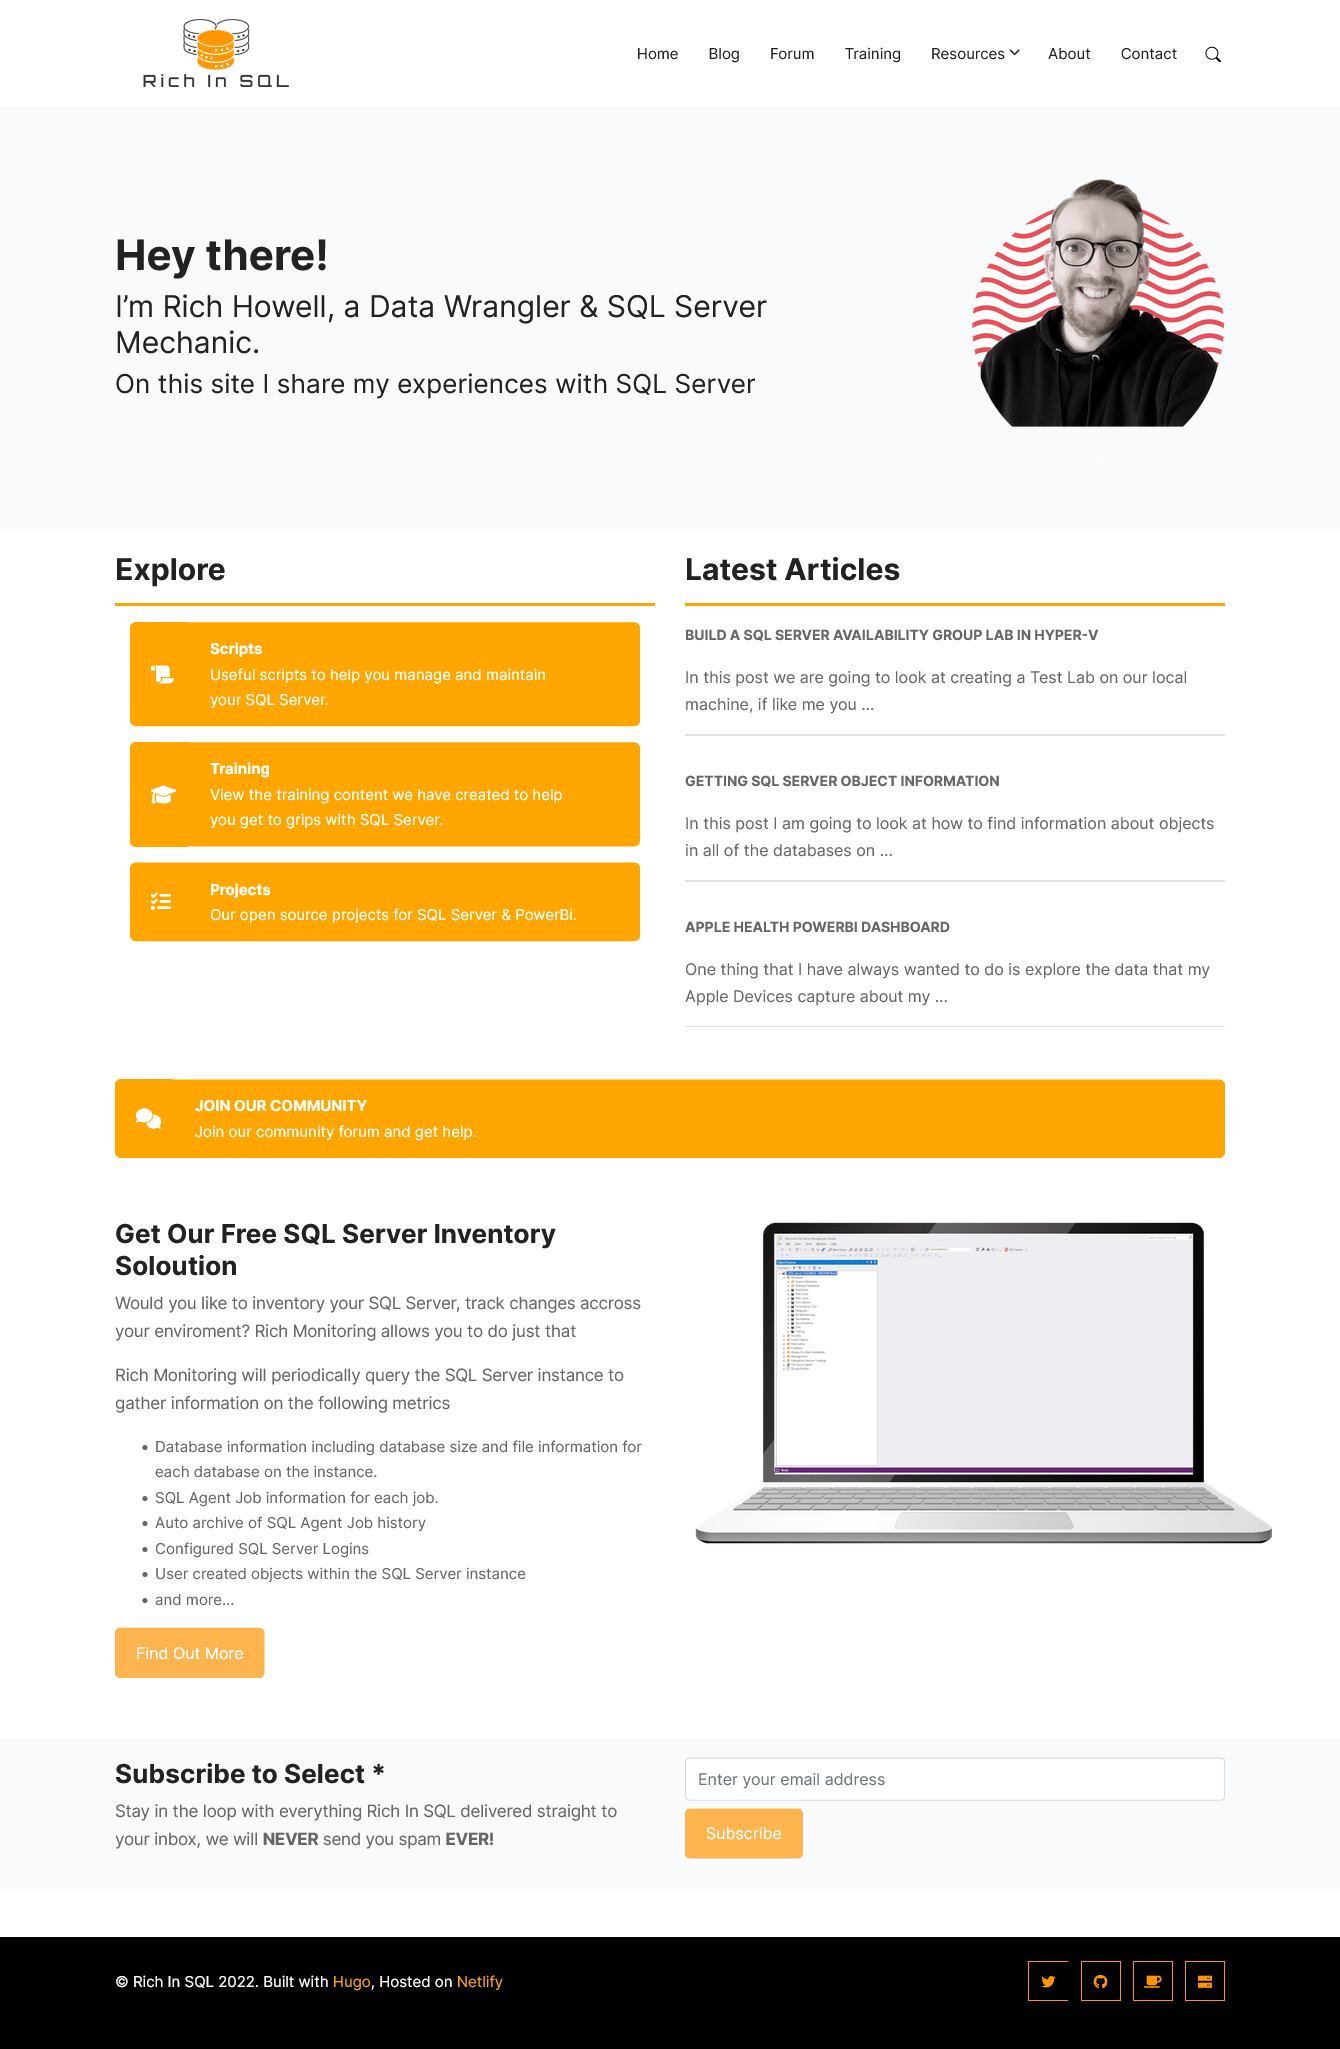 Rich In SQL
Home Blog Forum Training Resources About Contact
Hey there!
I'm Rich Howell, a Data Wrangler & SQL Server
Mechanic.
On this site I share my experiences with SQL Server
Explore
Scripts
Useful scripts to help you manage and maintain
your SQL Server.
Training
View the training content we have created to help
you get to grips with SQL Server.
Projects
Our open source projects for SQL Server & PowerBi.
Latest Articles
BUILD A SQL SERVER AVAILABILITY GROUP LAB IN HYPER-V
In this post we are going to look at creating a Test Lab on our local
machine, if like me you ...
GETTING SQL SERVER OBJECT INFORMATION
In this post I am going to look at how to find information about objects
in all of the databases on ...
APPLE HEALTH POWERBI DASHBOARD
One thing that I have always wanted to do is explore the data that my
Apple Devices capture about my ...
JOIN OUR COMMUNITY
Join our community forum and get help.
Get Our Free SQL Server Inventory
Soloution
Would you like to inventory your SQL Server, track changes accross
your enviroment? Rich Monitoring allows you to do just that
Rich Monitoring will periodically query the SQL Server instance to
gather information on the following metrics
• Database information including database size and file information for
each database on the instance.
• SQL Agent Job information for each job.
• Auto archive of SQL Agent Job history
• Configured SQL Server Logins
• User created objects within the SQL Server instance
• and more...
Find Out More
Subscribe to Select *
Stay in the loop with everything Rich In SQL delivered straight to
your inbox, we will NEVER send you spam EVER!
Enter your email address
Subscribe
© Rich In SQL 2022. Built with Hugo, Hosted on Netlify